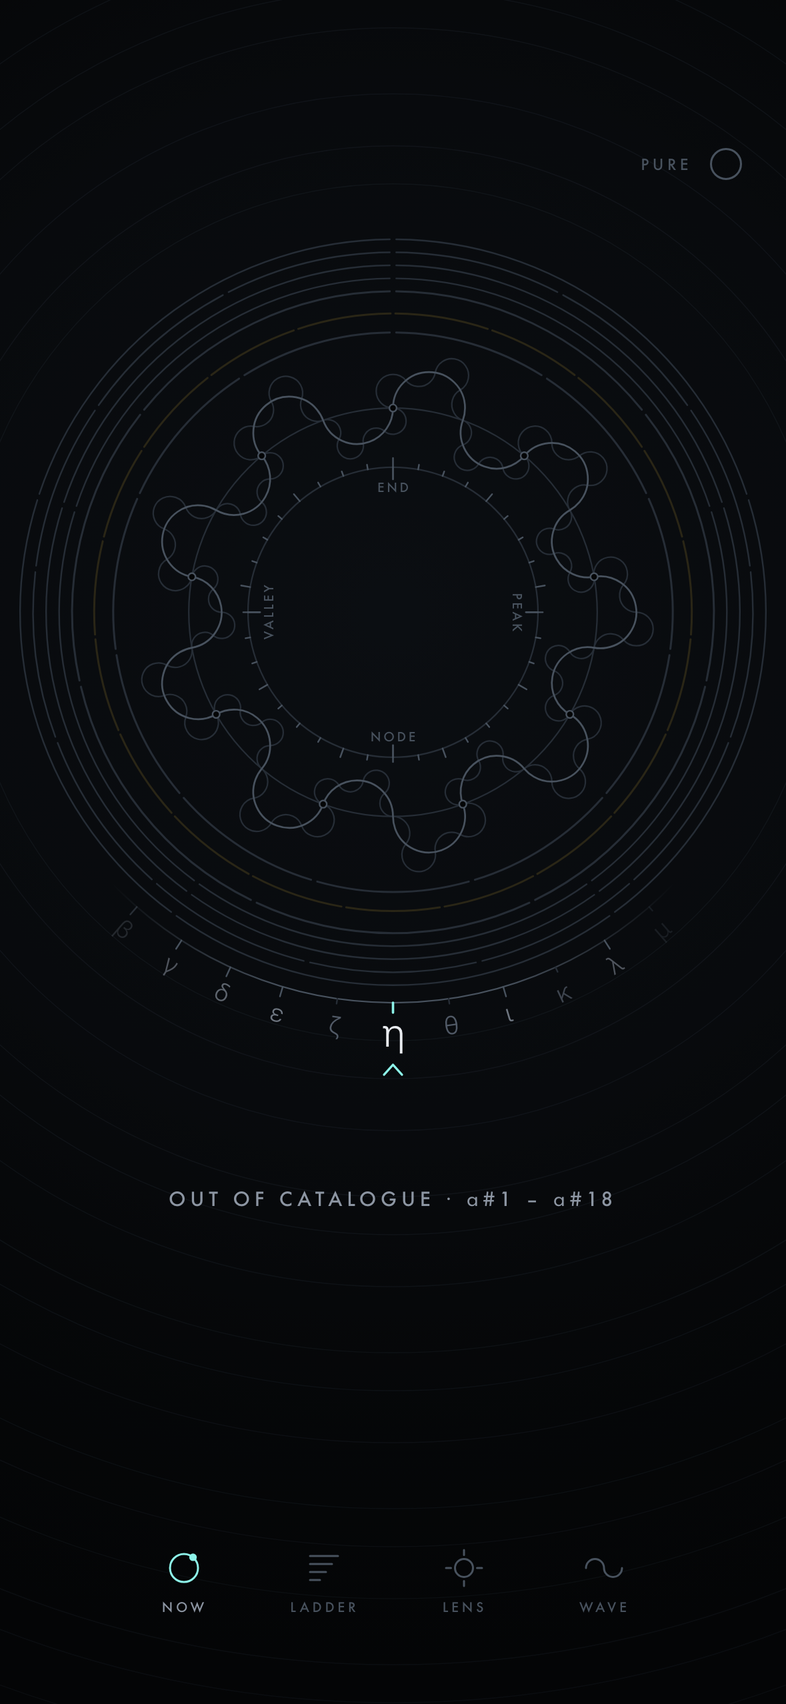 PURE
END
VALLEY
PEAK
NODE
β γ δ ε ζ η θ ι κ λ μ
OUT OF CATALOGUE · a#1 – a#18
NOW LADDER LENS WAVE